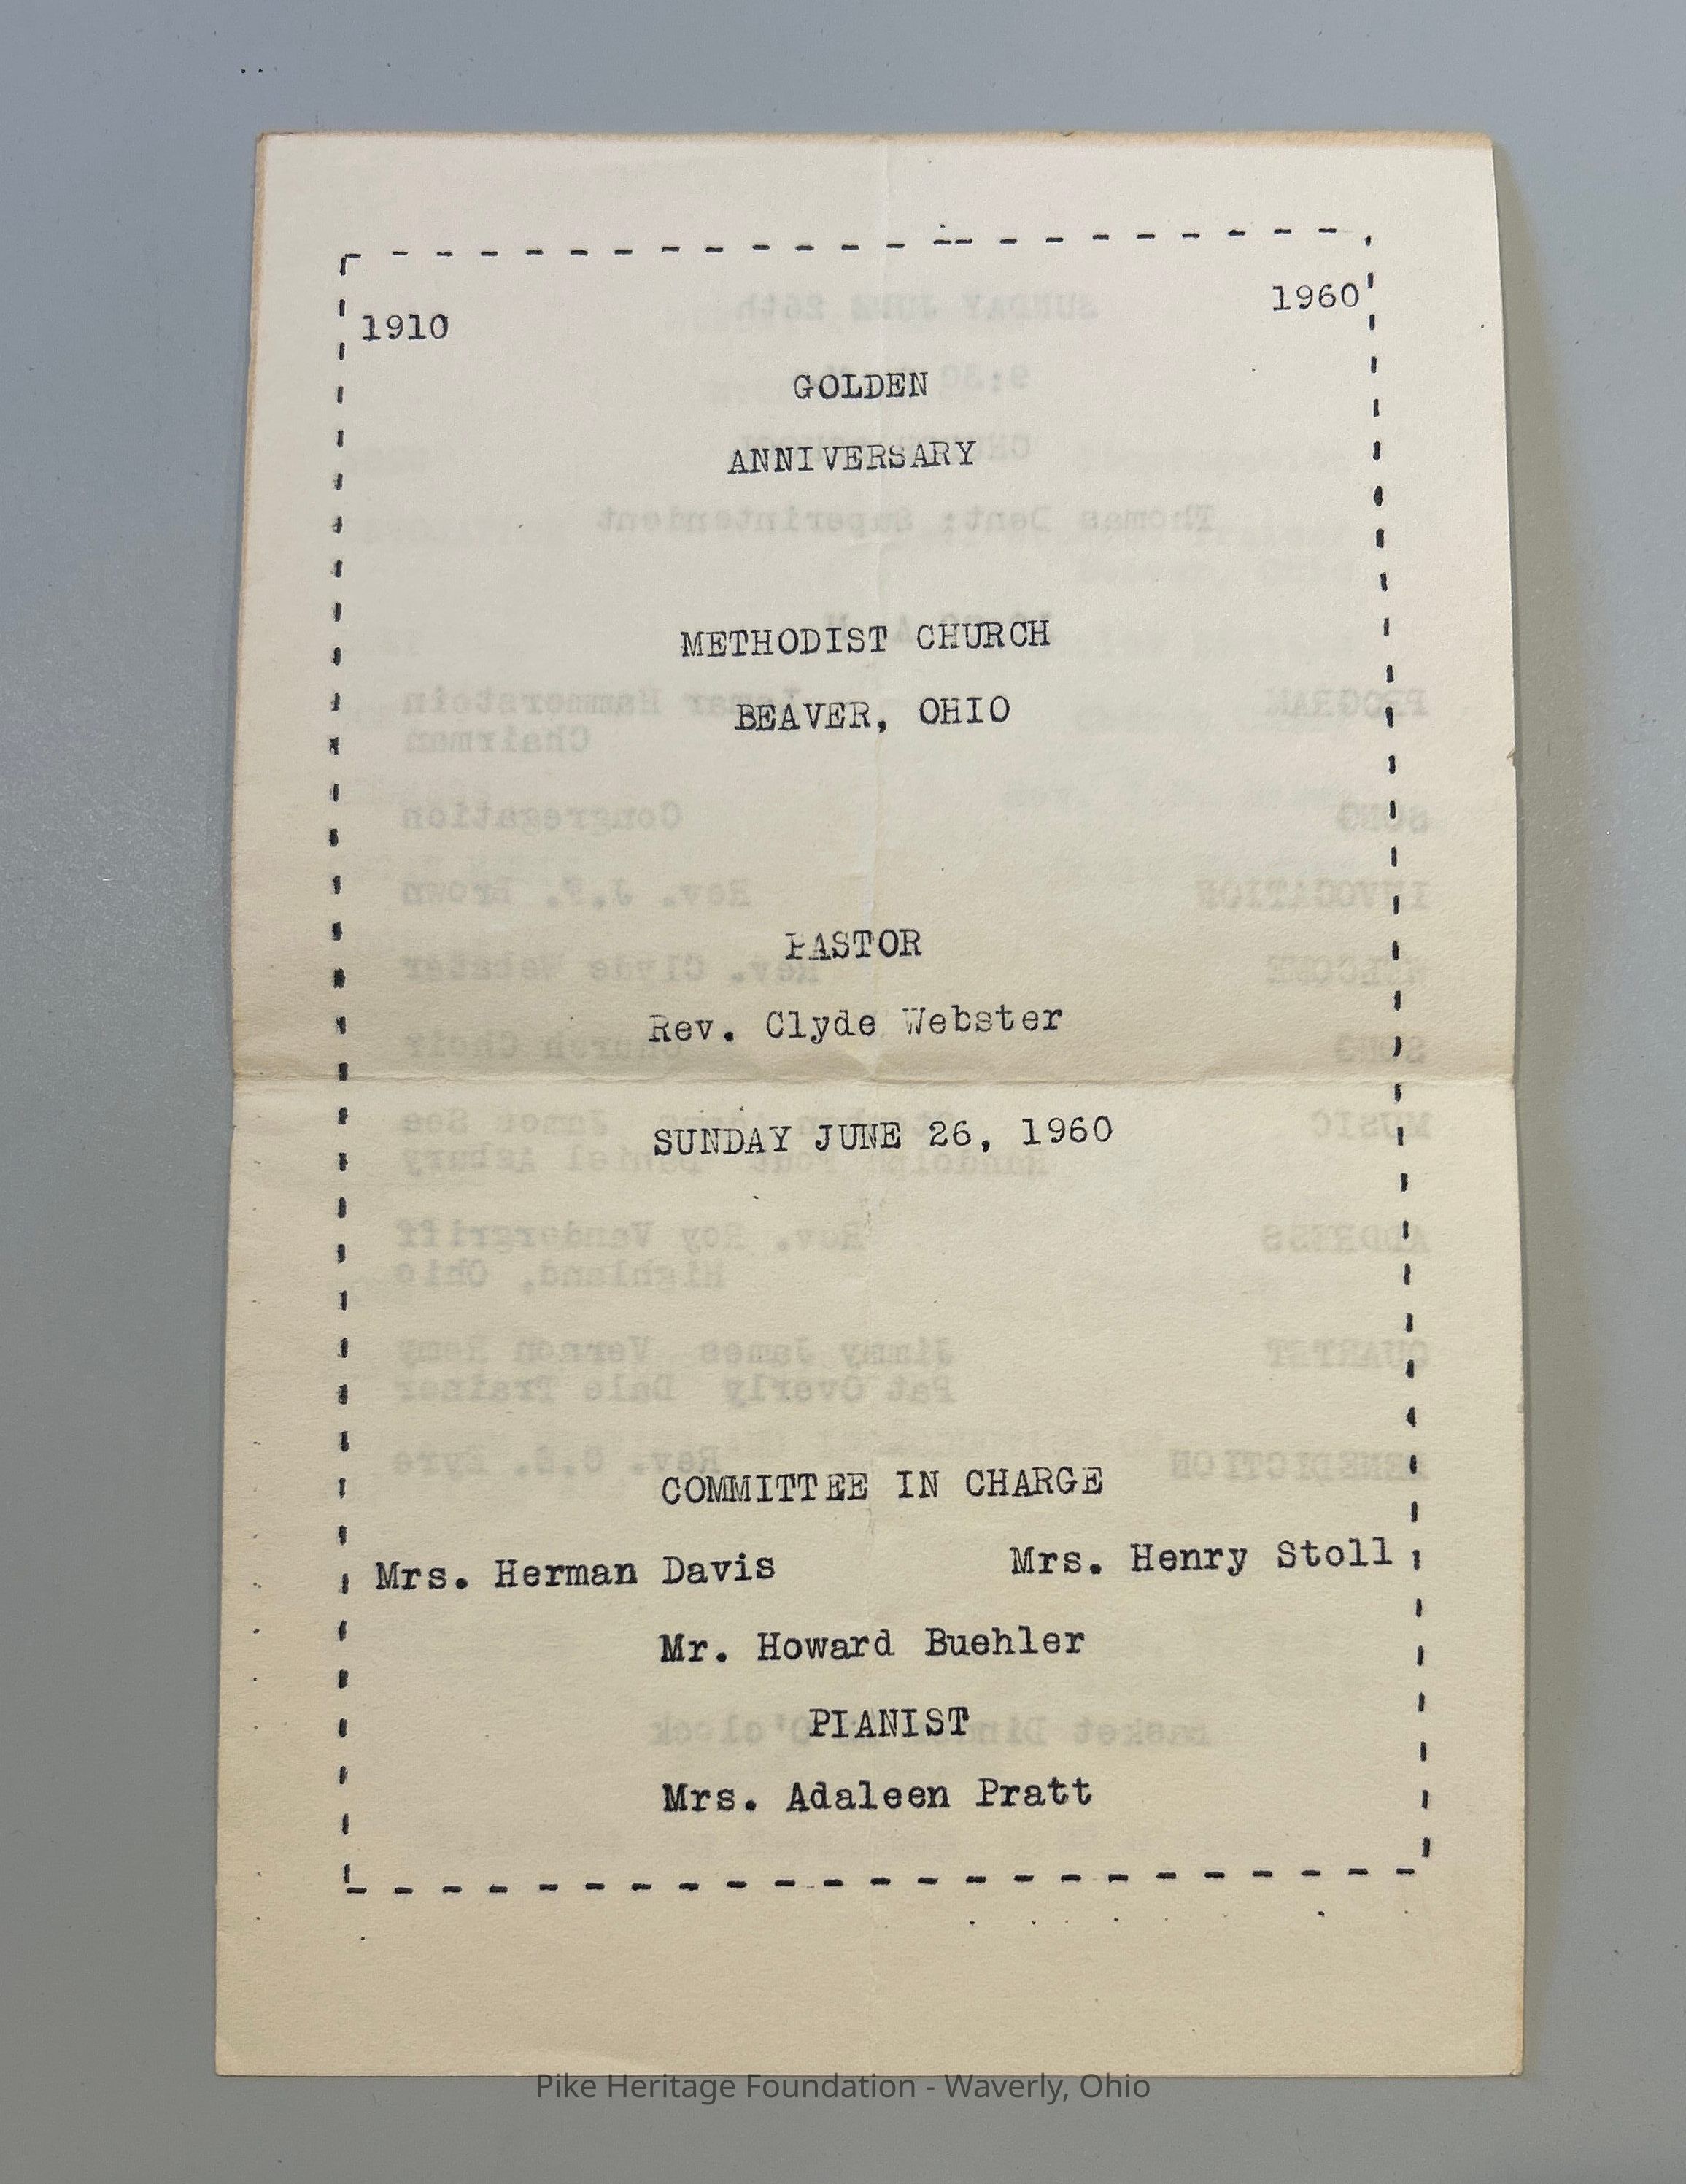 1910 1960
GOLDEN
ANNIVERSARY
METHODIST CHURCH
BEAVER, OHIO
PASTOR
Rev. Clyde Webster
SUNDAY JUNE 26, 1960
COMMITTEE IN CHARGE
Mrs. Herman Davis Mrs. Henry Stoll
Mr. Howard Buehler
PIANIST
Mrs. Adaleen Pratt
Pike Heritage Foundation - Waverly, Ohio